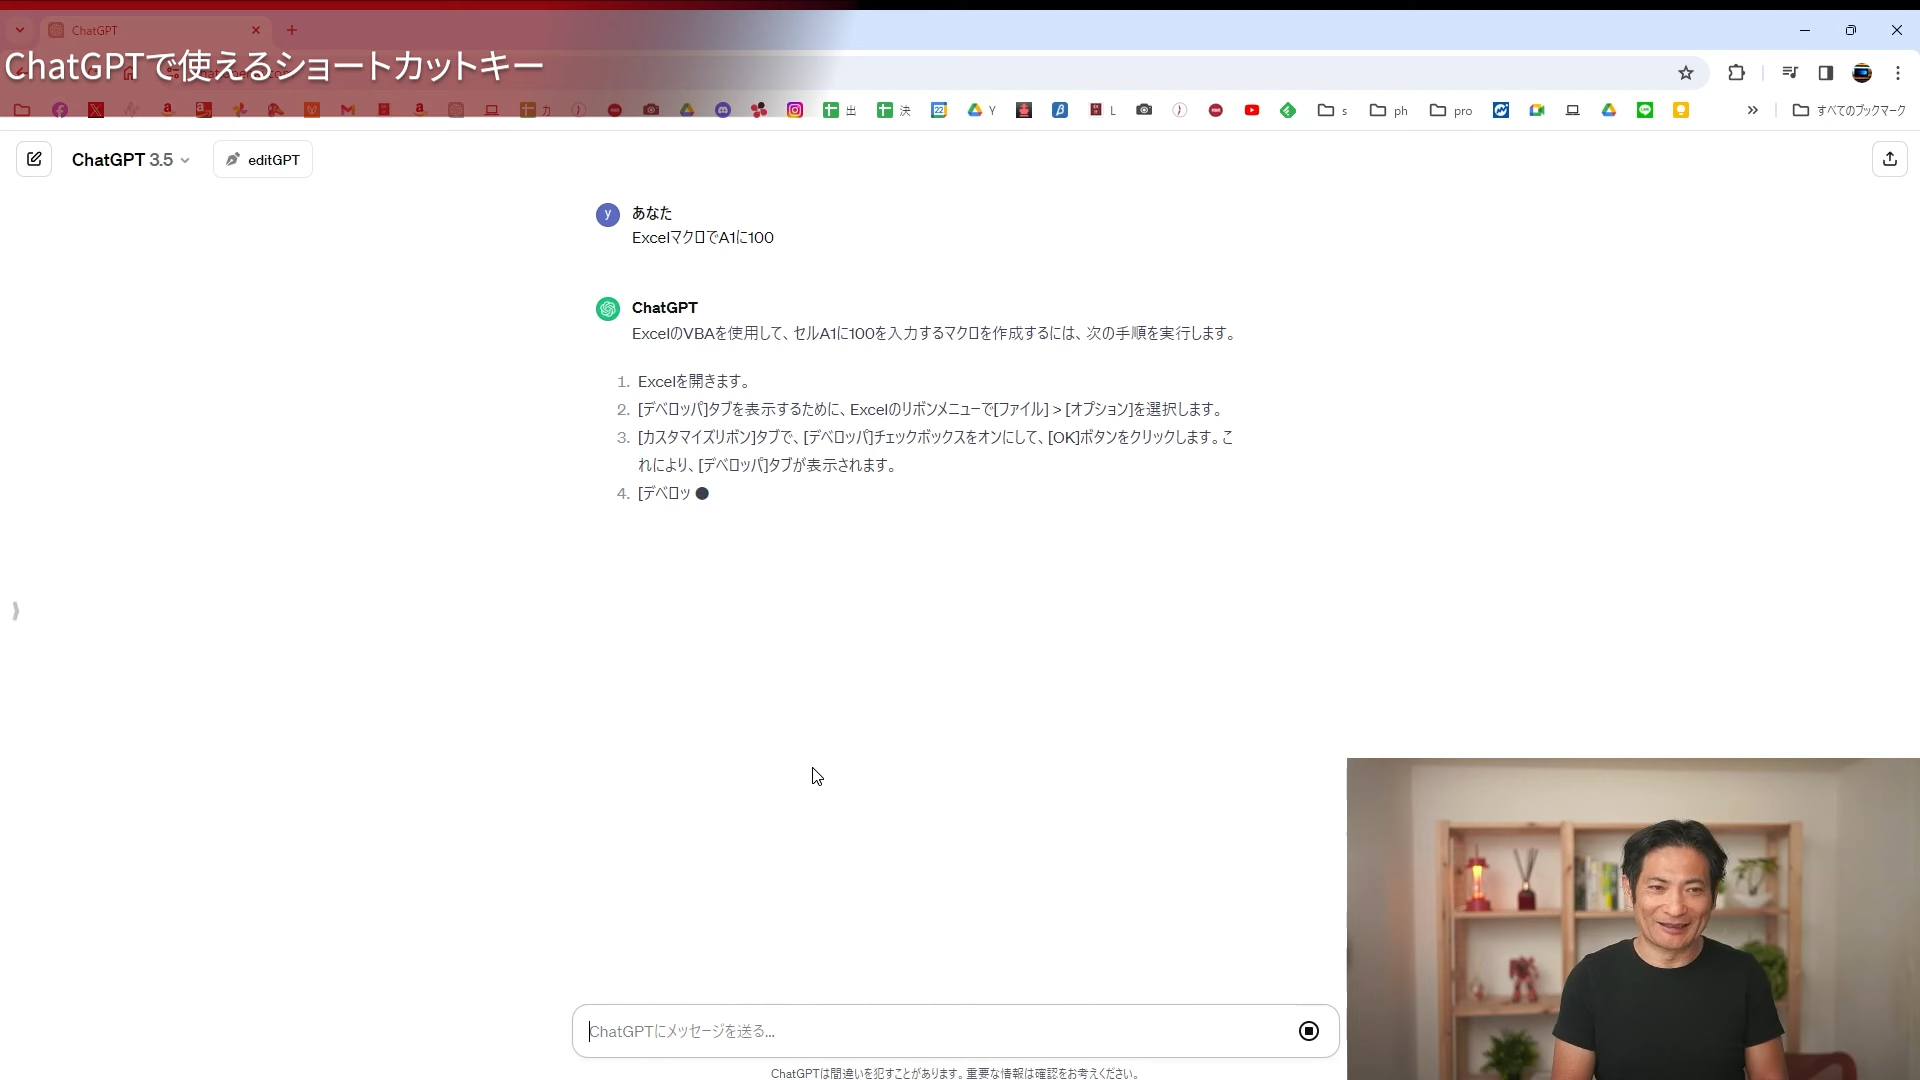 ChatGPT
ChatGPTで使えるショートカットキー
カ
出
決
Y
L
s
ph
pro
すべてのブックマーク
ChatGPT 3.5
editGPT
y
あなた
ExcelマクロでA1に100
ChatGPT
ExcelのVBAを使用して、セルA1に100を入力するマクロを作成するには、次の手順を実行します。
1. Excelを開きます。
2. [デベロッパ]タブを表示するために、Excelのリボンメニューで[ファイル] > [オプション]を選択します。
3. [カスタマイズリボン]タブで、[デベロッパ]チェックボックスをオンにして、[OK]ボタンをクリックします。こ
れにより、[デベロッパ]タブが表示されます。
4. [デベロッ
ChatGPTにメッセージを送る...
ChatGPTは間違いを犯すことがあります。重要な情報は確認をお考えください。